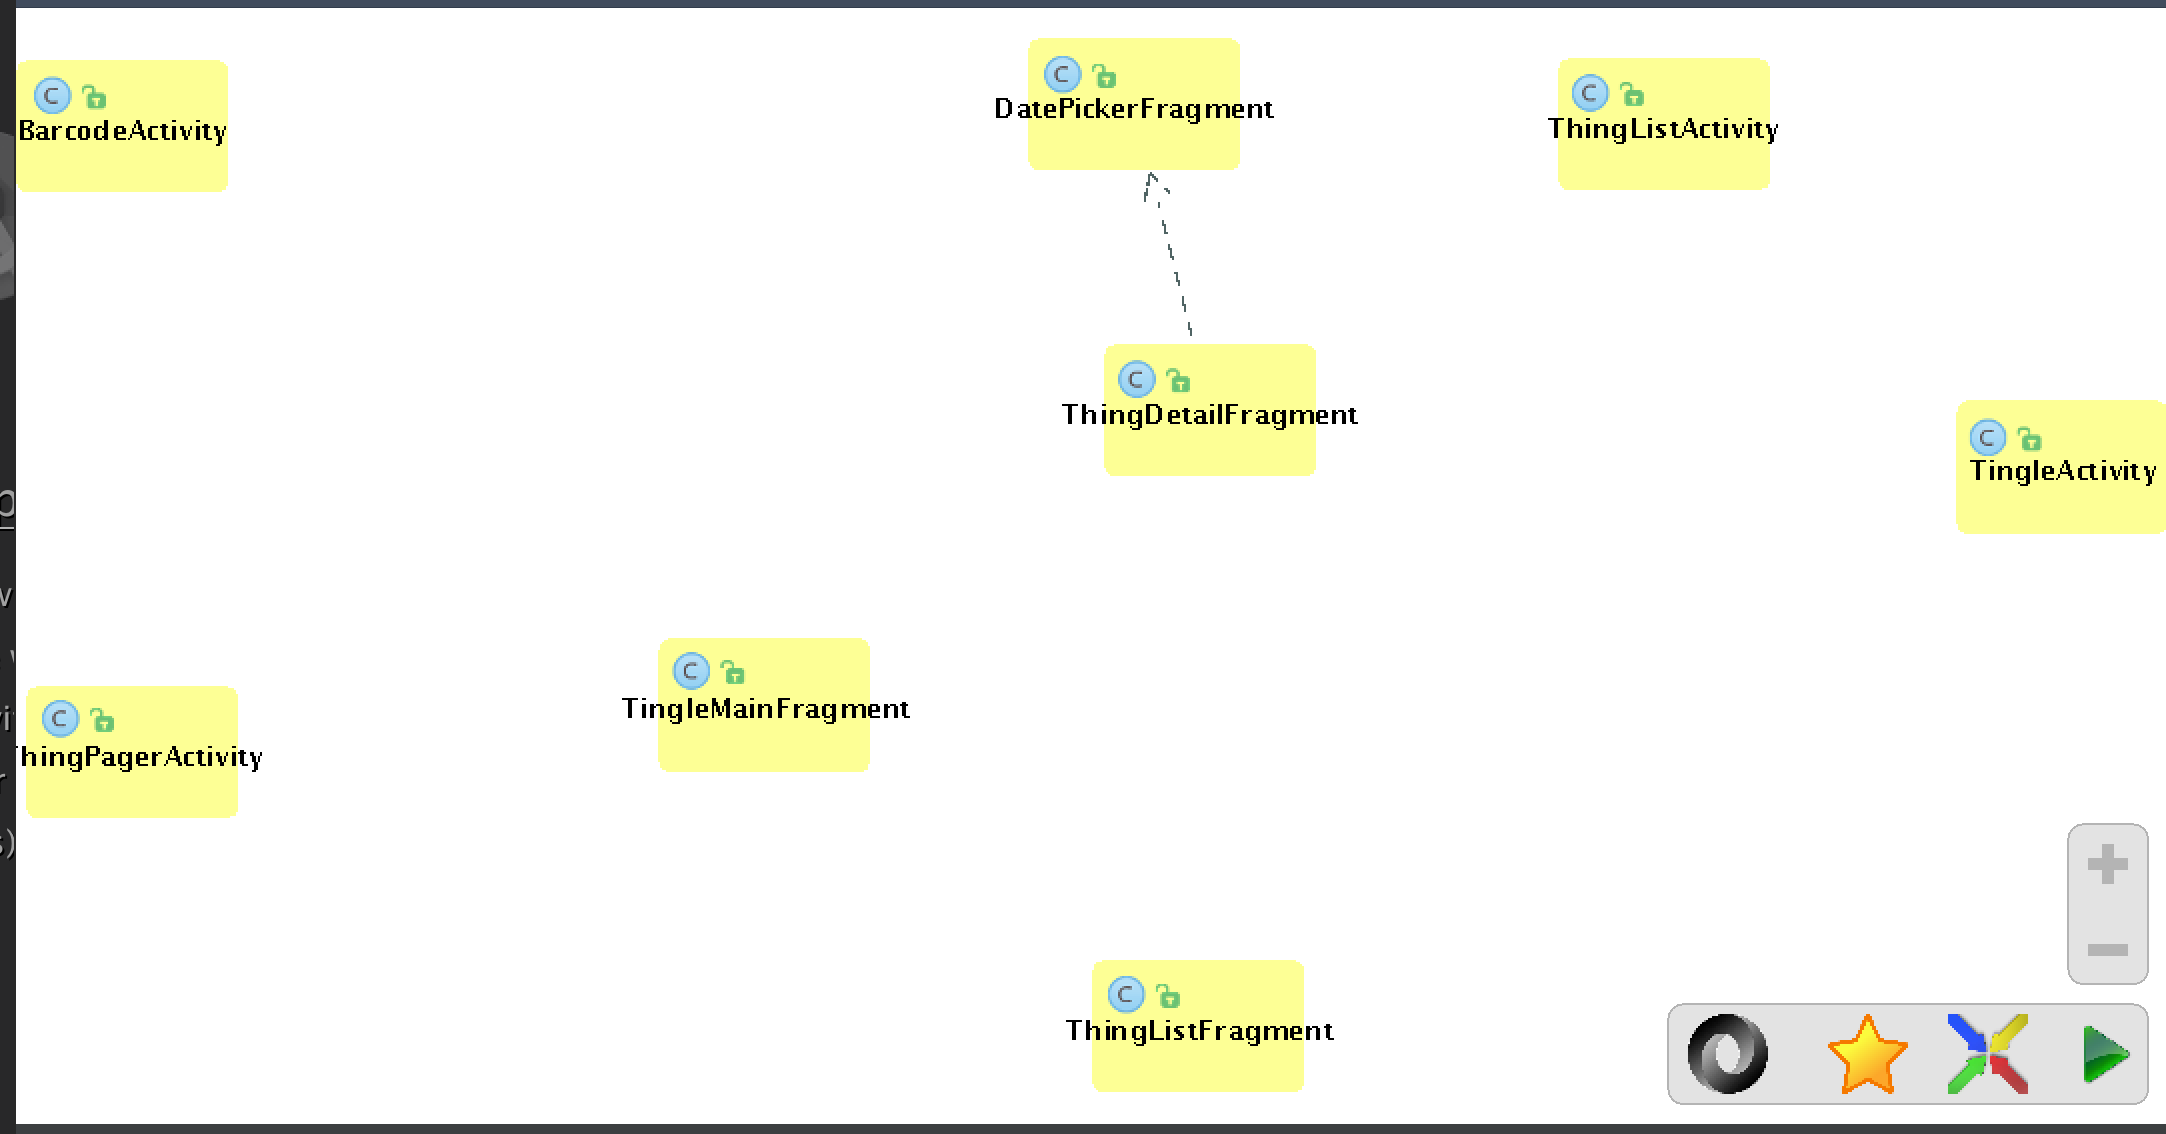 DatePickerFragment
BarcodeActivity
ThingListActivity
ThingDetailFragment
TingleActivity
TingleMainFragment
hingPagerActivity
ThingListFragment